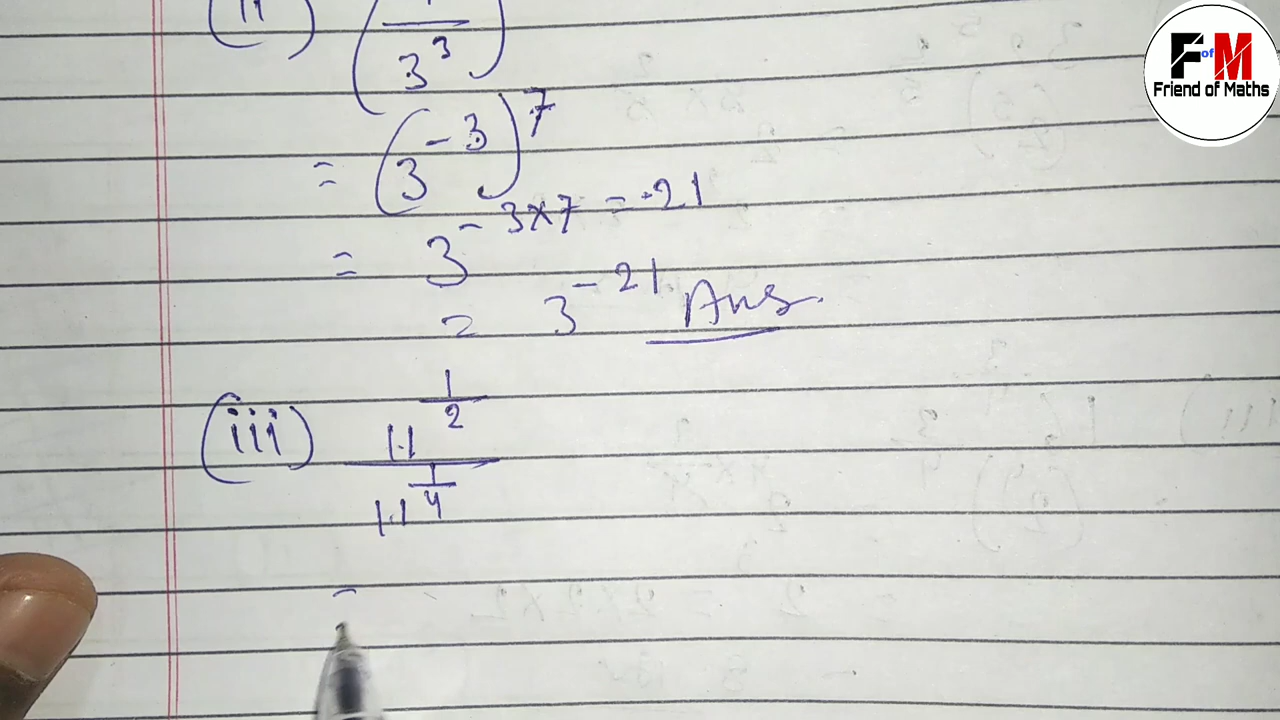 FofM
Friend of Maths
(ii) (1/3³)
= (3⁻³)⁷
= 3⁻³ˣ⁷ = -21
= 3⁻²¹ Ans.
(iii) 11^(1/2) / 11^(1/4)
=